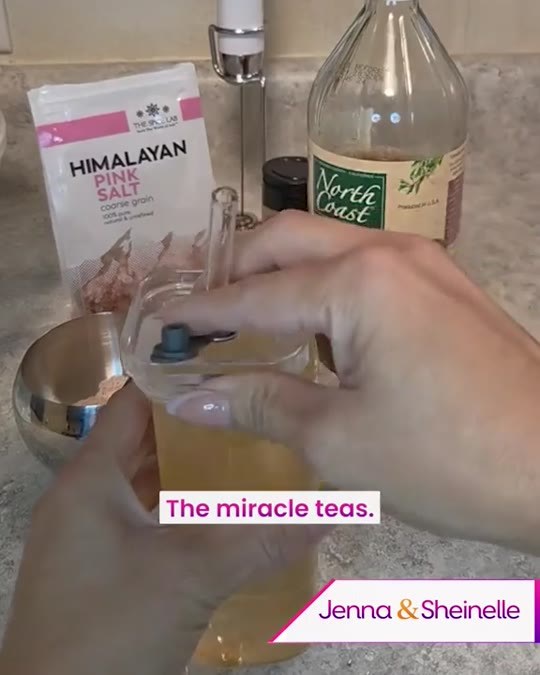 THE SPICE LAB
HIMALAYAN
PINK
SALT
coarse grain
100% pure
natural & unrefined
North
Coast
The miracle teas.
Jenna & Sheinelle